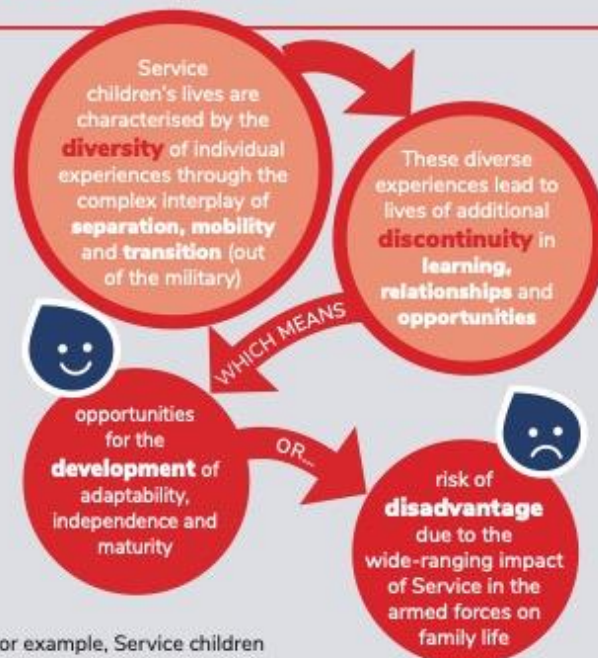 Service
children's lives are
characterised by the
diversity of individual
experiences through the
complex interplay of
separation, mobility
and transition (out
of the military)
These diverse
experiences lead to
lives of additional
discontinuity in
learning,
relationships and
opportunities
WHICH MEANS
opportunities
for the
development of
adaptability,
independence and
maturity
OR...
risk of
disadvantage
due to the
wide-ranging impact
of Service in the
armed forces on
family life
or example, Service children